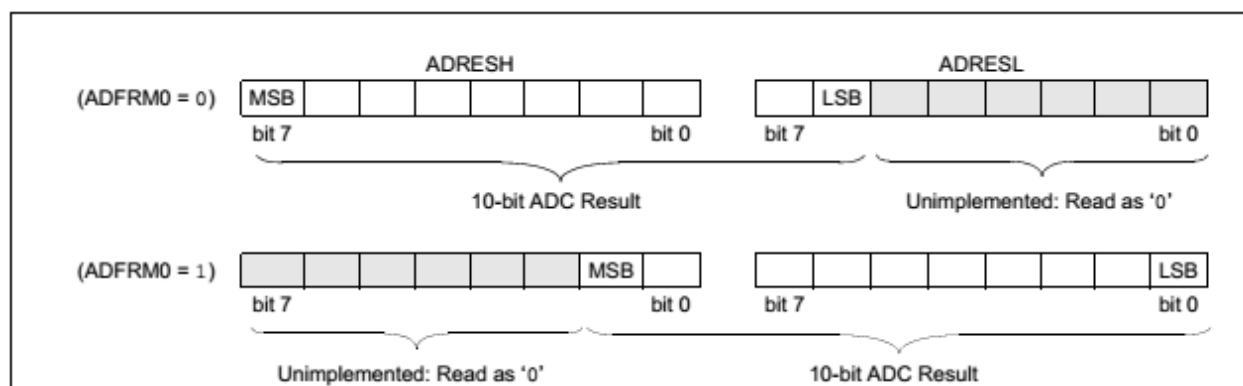 ADRESH ADRESL
(ADFRM0 = 0) MSB LSB
bit 7 bit 0 bit 7 bit 0
10-bit ADC Result Unimplemented: Read as ‘0’
(ADFRM0 = 1) MSB LSB
bit 7 bit 0 bit 7 bit 0
Unimplemented: Read as ‘0’ 10-bit ADC Result